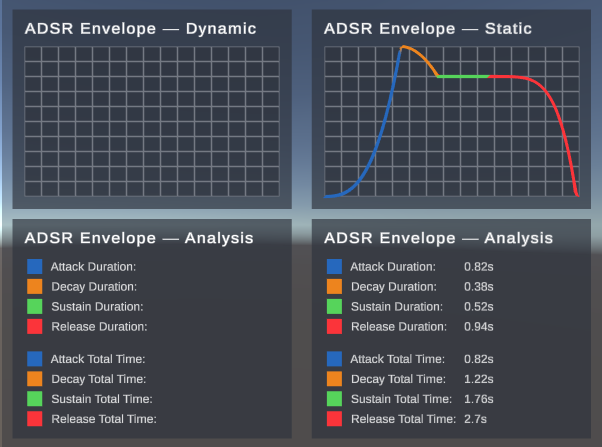 ADSR Envelope — Dynamic
ADSR Envelope — Static
ADSR Envelope — Analysis
Attack Duration:
Decay Duration:
Sustain Duration:
Release Duration:
Attack Total Time:
Decay Total Time:
Sustain Total Time:
Release Total Time:
ADSR Envelope — Analysis
Attack Duration: 0.82s
Decay Duration: 0.38s
Sustain Duration: 0.52s
Release Duration: 0.94s
Attack Total Time: 0.82s
Decay Total Time: 1.22s
Sustain Total Time: 1.76s
Release Total Time: 2.7s